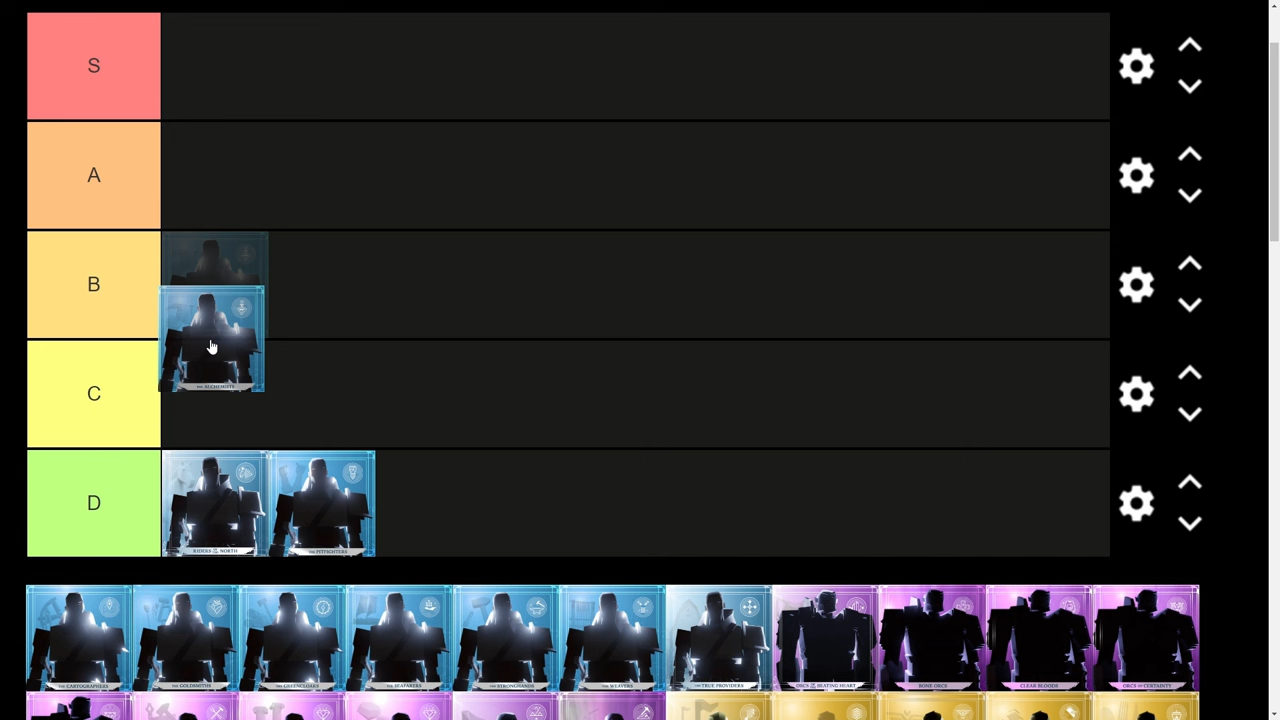 S
A
B
THE ALCHEMISTS
C
D
RIDERS OF THE NORTH
THE PITFIGHTERS
THE CARTOGRAPHERS
THE GOLDSMITHS
THE GREENCLOAKS
THE SEAFARERS
THE STRONGHANDS
THE WEAVERS
THE TRUE PROVIDERS
ORCS OF THE BEATING HEART
BONE ORCS
CLEAR BLOODS
ORCS OF CERTAINTY